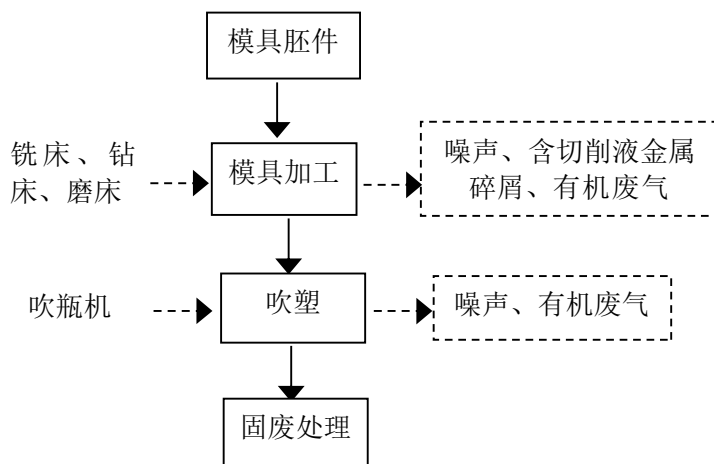 模具胚件
铣床、钻
床、磨床
模具加工
噪声、含切削液金属
碎屑、有机废气
吹瓶机
吹塑
噪声、有机废气
固废处理